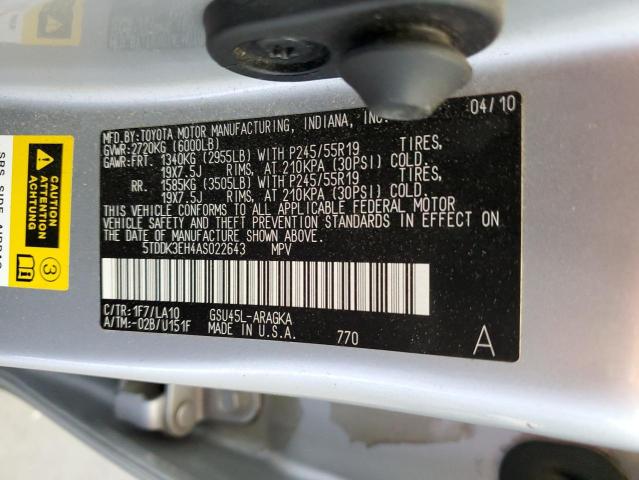 04/10
MFD.BY:TOYOTA MOTOR MANUFACTURING, INDIANA, INC.
GVWR:2720KG (6000LB)
GAWR:FRT. 1340KG (2955LB) WITH P245/55R19 TIRES,
19X7.5J RIMS, AT 210KPA (30PSI) COLD.
RR. 1585KG (3505LB) WITH P245/55R19 TIRES,
19X7.5J RIMS, AT 210KPA (30PSI) COLD.
THIS VEHICLE CONFORMS TO ALL APPLICABLE FEDERAL MOTOR
VEHICLE SAFETY AND THEFT PREVENTION STANDARDS IN EFFECT ON
THE DATE OF MANUFACTURE SHOWN ABOVE.
5TDDK3EH4AS022643 MPV
C/TR:1F7/LA10 GSU45L-ARAGKA
A/TM:-02B/U151F MADE IN U.S.A. 770 A
CAUTION
ATTENTION
ACHTUNG
3
SRS SIDE